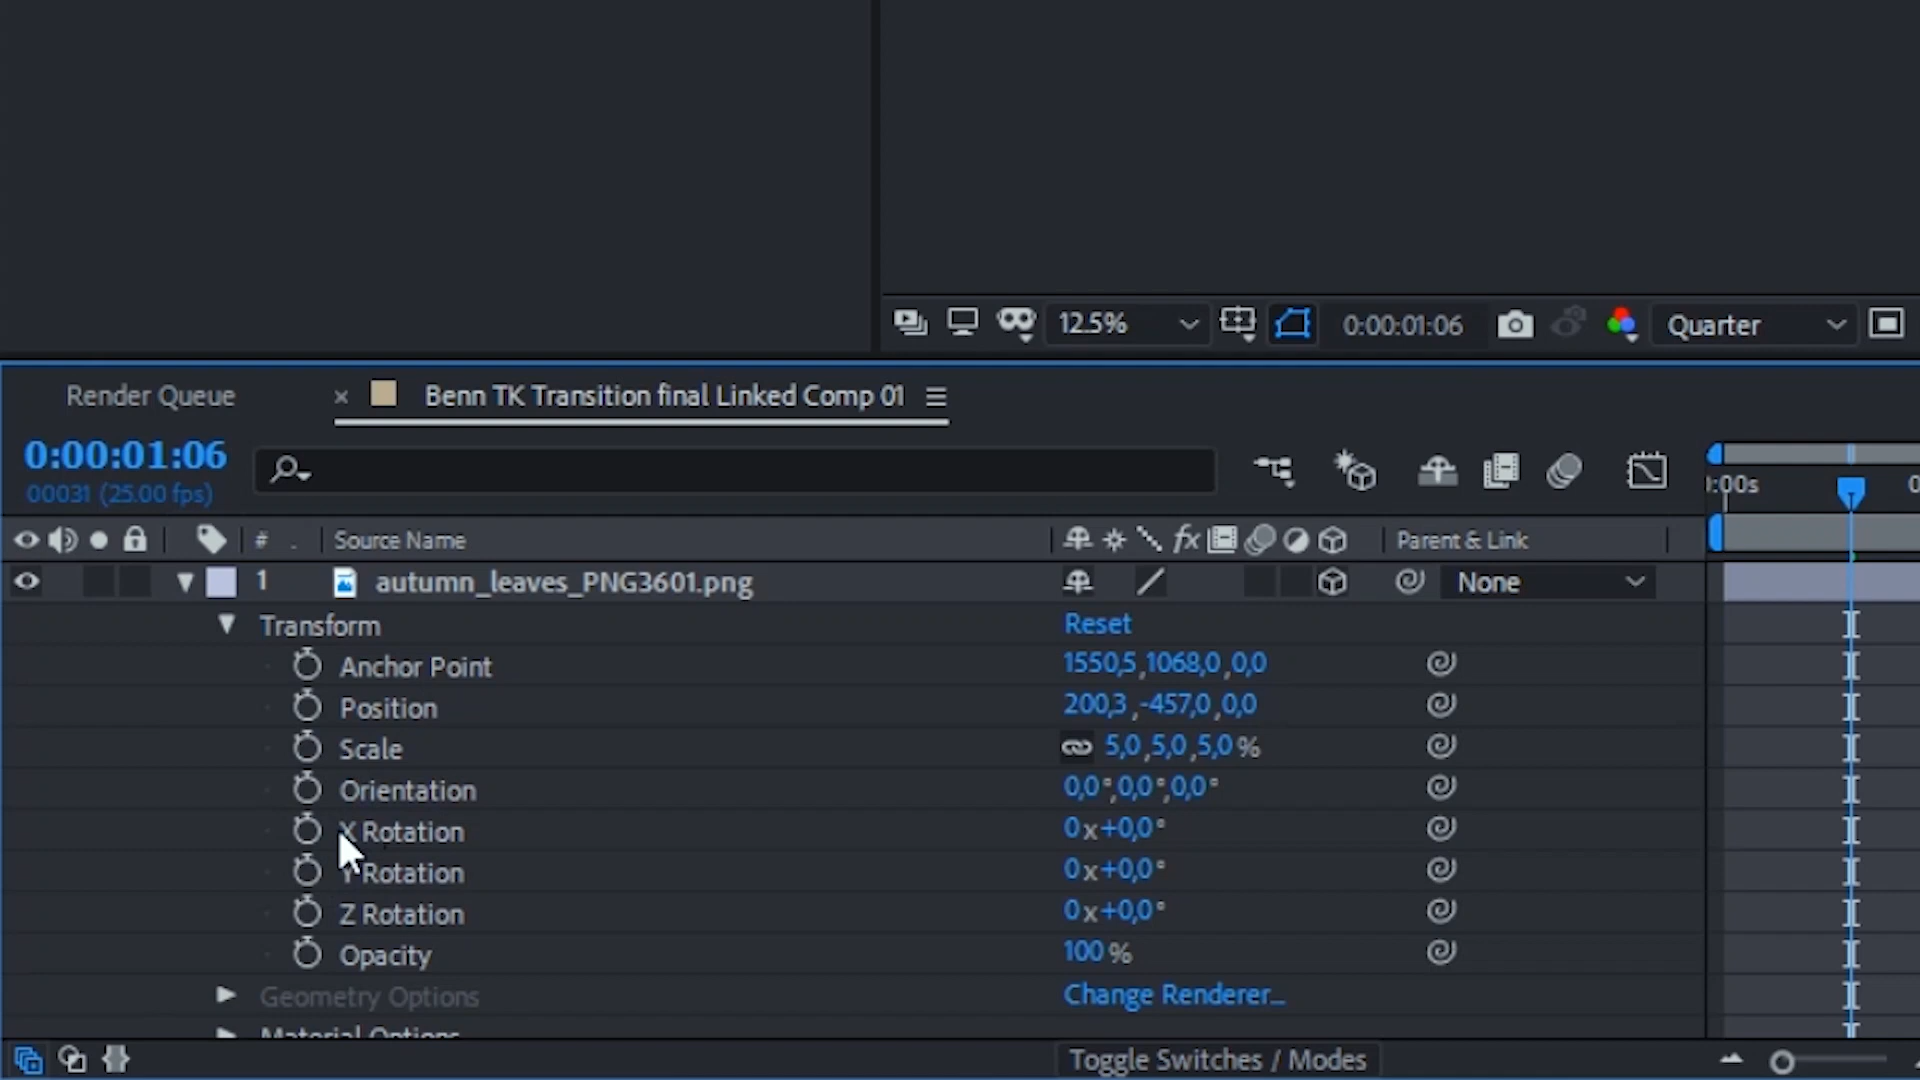 12.5%
0:00:01:06
Quarter
Render Queue
× Benn TK Transition final Linked Comp 01
0:00:01:06
00031 (25.00 fps)
:00s
# . Source Name
fx
Parent & Link
1 autumn_leaves_PNG3601.png
None
Transform
Reset
Anchor Point
1550,5 ,1068,0 ,0,0
Position
200,3 ,-457,0 ,0,0
Scale
5,0 ,5,0 ,5,0 %
Orientation
0,0 °,0,0 °,0,0 °
X Rotation
0 x +0,0 °
Y Rotation
0 x +0,0 °
Z Rotation
0 x +0,0 °
Opacity
100 %
Geometry Options
Change Renderer...
Material Options
Toggle Switches / Modes